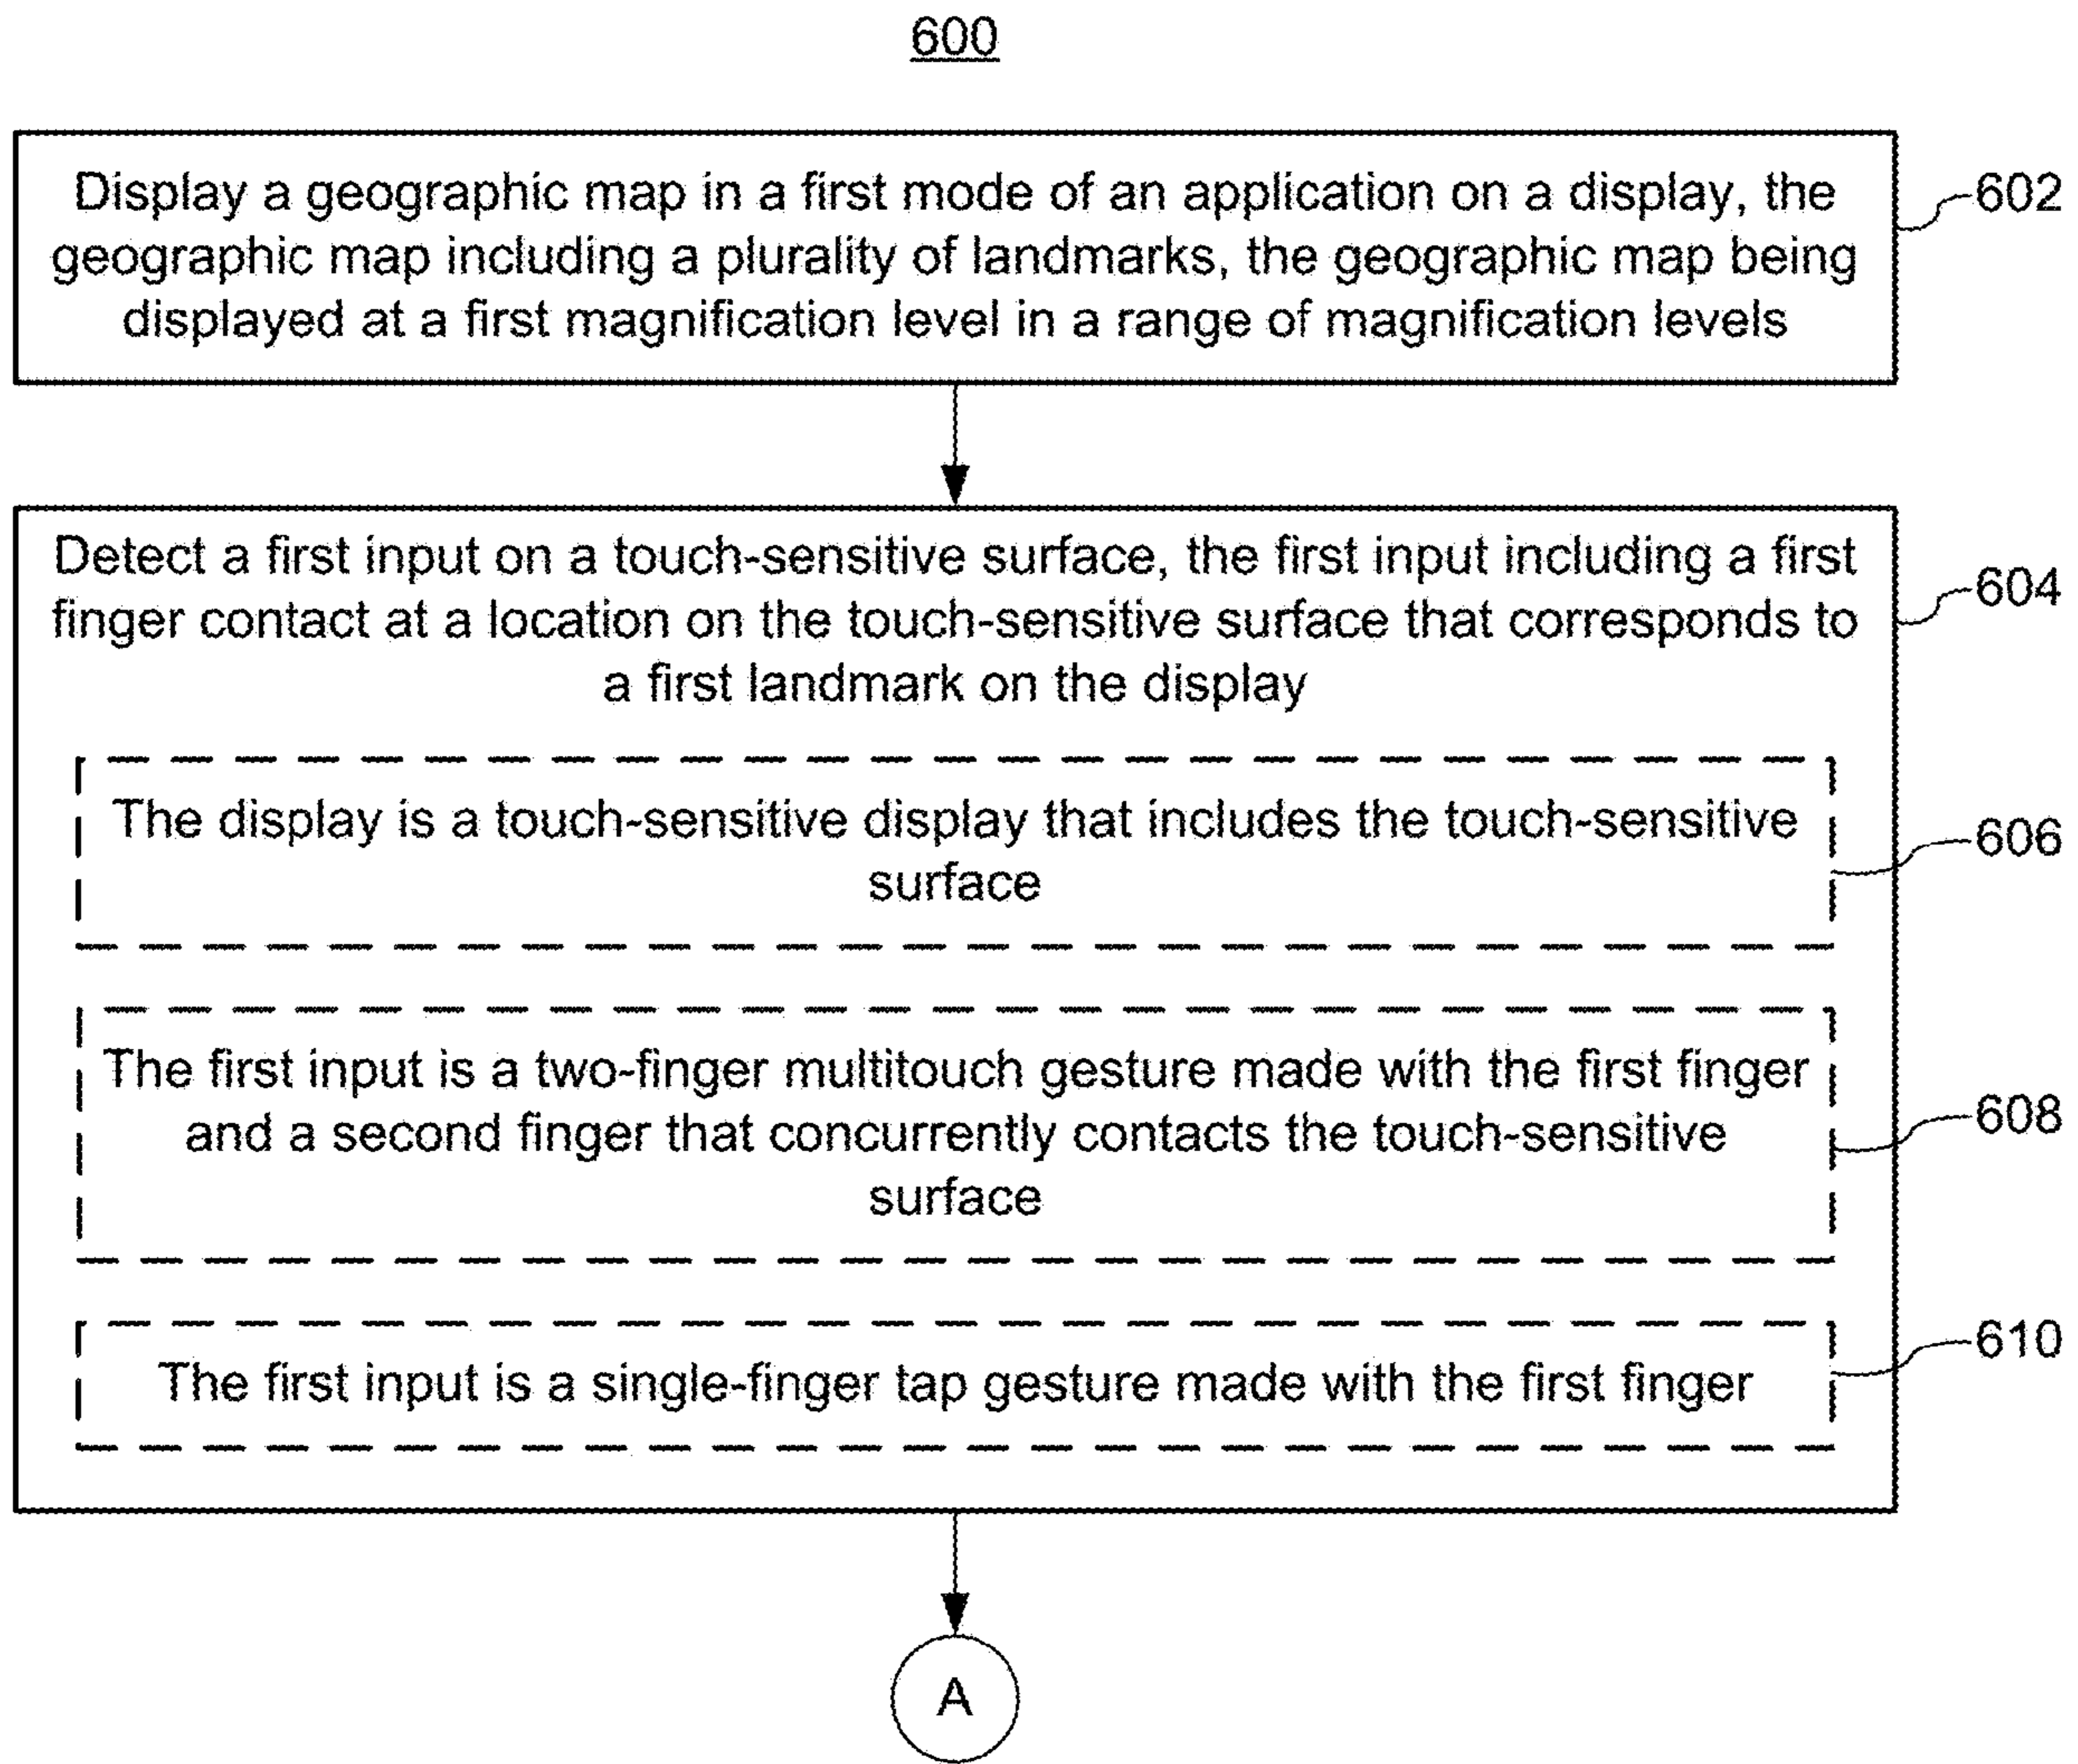 600
Display a geographic map in a first mode of an application on a display, the
geographic map including a plurality of landmarks, the geographic map being
displayed at a first magnification level in a range of magnification levels
602
Detect a first input on a touch-sensitive surface, the first input including a first
finger contact at a location on the touch-sensitive surface that corresponds to
a first landmark on the display
604
The display is a touch-sensitive display that includes the touch-sensitive
surface
606
The first input is a two-finger multitouch gesture made with the first finger
and a second finger that concurrently contacts the touch-sensitive
surface
608
The first input is a single-finger tap gesture made with the first finger
610
A